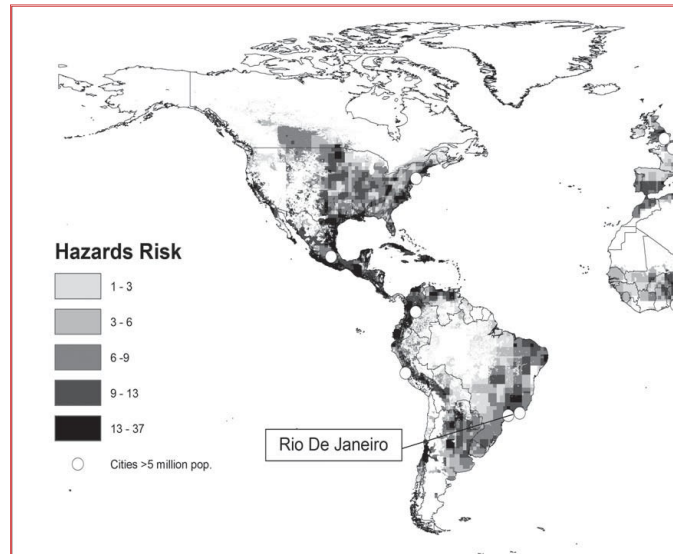 Hazards Risk
1 - 3
3 - 6
6 -9
9 - 13
13 - 37
Cities >5 million pop.
Rio De Janeiro